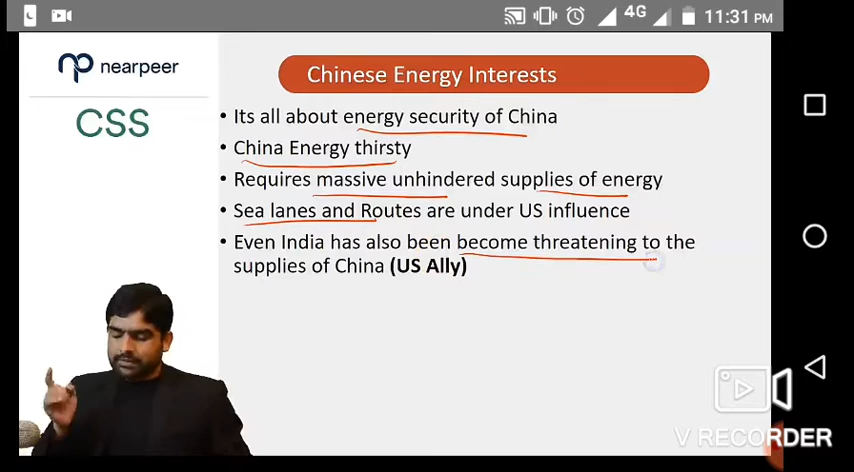 4G 11:31 PM
nearpeer
CSS
Chinese Energy Interests
• Its all about energy security of China
• China Energy thirsty
• Requires massive unhindered supplies of energy
• Sea lanes and Routes are under US influence
• Even India has also been become threatening to the
supplies of China (US Ally)
V RECORDER